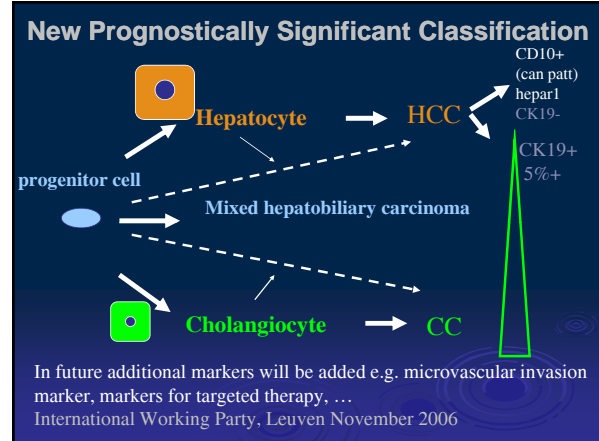 New Prognostically Significant Classification
CD10+
(can patt)
hepar1
CK19-
Hepatocyte
HCC
CK19+
5%+
progenitor cell
Mixed hepatobiliary carcinoma
Cholangiocyte
CC
In future additional markers will be added e.g. microvascular invasion
marker, markers for targeted therapy, …
International Working Party, Leuven November 2006